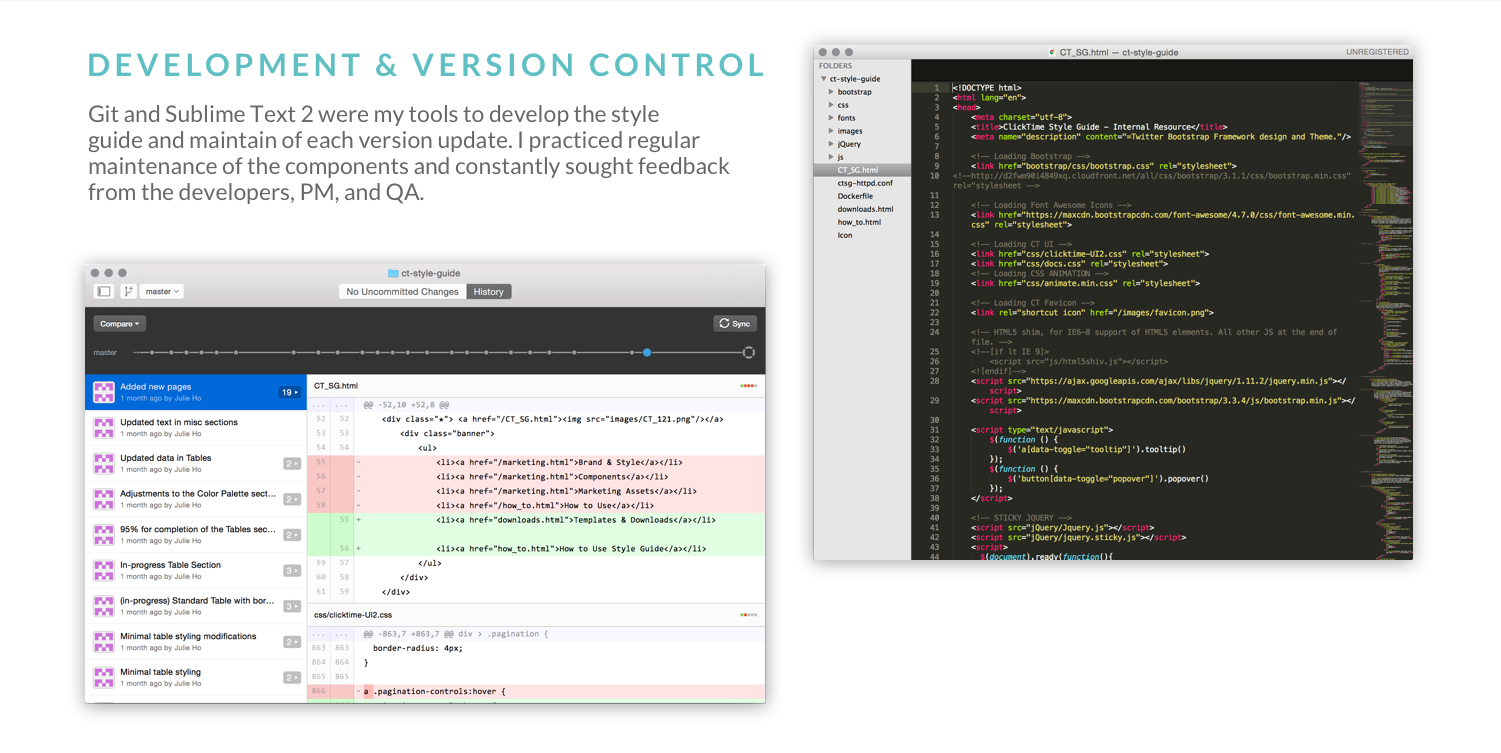 DEVELOPMENT & VERSION CONTROL
Git and Sublime Text 2 were my tools to develop the style
guide and maintain of each version update. I practiced regular
maintenance of the components and constantly sought feedback
from the developers, PM, and QA.
ct-style-guide
master
No Uncommitted Changes
History
Compare
Sync
master
Added new pages
1 month ago by Julie Ho
19
Updated text in misc sections
1 month ago by Julie Ho
Updated data in Tables
1 month ago by Julie Ho
2
Adjustments to the Color Palette sect...
1 month ago by Julie Ho
2
95% for completion of the Tables sec...
1 month ago by Julie Ho
2
In-progress Table Section
1 month ago by Julie Ho
3
(in-progress) Standard Table with bor...
1 month ago by Julie Ho
3
Minimal table styling modifications
1 month ago by Julie Ho
2
Minimal table styling
1 month ago by Julie Ho
2
CT_SG.html
... ... @@ -52,10 +52,8 @@
52 52 <div class="★"> <a href="/CT_SG.html"><img src="images/CT_121.png"/></a>
53 53 <div class="banner">
54 54 <ul>
55 - <li><a href="/marketing.html">Brand & Style</a></li>
56 - <li><a href="/marketing.html">Components</a></li>
57 - <li><a href="/marketing.html">Marketing Assets</a></li>
58 - <li><a href="/how_to.html">How to Use</a></li>
55 + <li><a href="downloads.html">Templates & Downloads</a></li>
56 + <li><a href="how_to.html">How to Use Style Guide</a></li>
59 57 </ul>
60 58 </div>
61 59 </div>
css/clicktime-UI2.css
... ... @@ -863,7 +863,7 @@ div > .pagination {
863 863 border-radius: 4px;
864 864 }
865 865
866 - a .pagination-controls:hover {
CT_SG.html — ct-style-guide
UNREGISTERED
FOLDERS
ct-style-guide
bootstrap
css
fonts
images
jQuery
js
CT_SG.html
ctsg-httpd.conf
Dockerfile
downloads.html
how_to.html
Icon
1 <!DOCTYPE html>
2 <html lang="en">
3 <head>
4 <meta charset="utf-8">
5 <title>ClickTime Style Guide - Internal Resource</title>
6 <meta name="description" content="Twitter Bootstrap Framework design and Theme."/>
7
8 <!-- Loading Bootstrap -->
9 <link href="bootstrap/css/bootstrap.css" rel="stylesheet">
10 <!--http://d2fwm90i4849xq.cloudfront.net/all/css/bootstrap/3.1.1/css/bootstrap.min.css"
rel="stylesheet -->
11
12 <!-- Loading Font Awesome Icons -->
13 <link href="https://maxcdn.bootstrapcdn.com/font-awesome/4.7.0/css/font-awesome.min.
css" rel="stylesheet">
14
15 <!-- Loading CT UI -->
16 <link href="css/clicktime-UI2.css" rel="stylesheet">
17 <link href="css/docs.css" rel="stylesheet">
18 <!-- Loading CSS ANIMATION -->
19 <link href="css/animate.min.css" rel="stylesheet">
20
21 <!-- Loading CT Favicon -->
22 <link rel="shortcut icon" href="/images/favicon.png">
23
24 <!-- HTML5 shim, for IE6-8 support of HTML5 elements. All other JS at the end of
file. -->
25 <!--[if lt IE 9]>
26 <script src="js/html5shiv.js"></script>
27 <![endif]-->
28 <script src="https://ajax.googleapis.com/ajax/libs/jquery/1.11.2/jquery.min.js"></
script>
29 <script src="https://maxcdn.bootstrapcdn.com/bootstrap/3.3.4/js/bootstrap.min.js"></
script>
30
31 <script type="text/javascript">
32 $(function () {
33 $('a[data-toggle="tooltip"]').tooltip()
34 });
35 $(function () {
36 $('button[data-toggle="popover"]').popover()
37 });
38 </script>
39
40 <!-- STICKY JQUERY -->
41 <script src="jQuery/Jquery.js"></script>
42 <script src="jQuery/jquery.sticky.js"></script>
43 <script>
44 $(document).ready(function(){